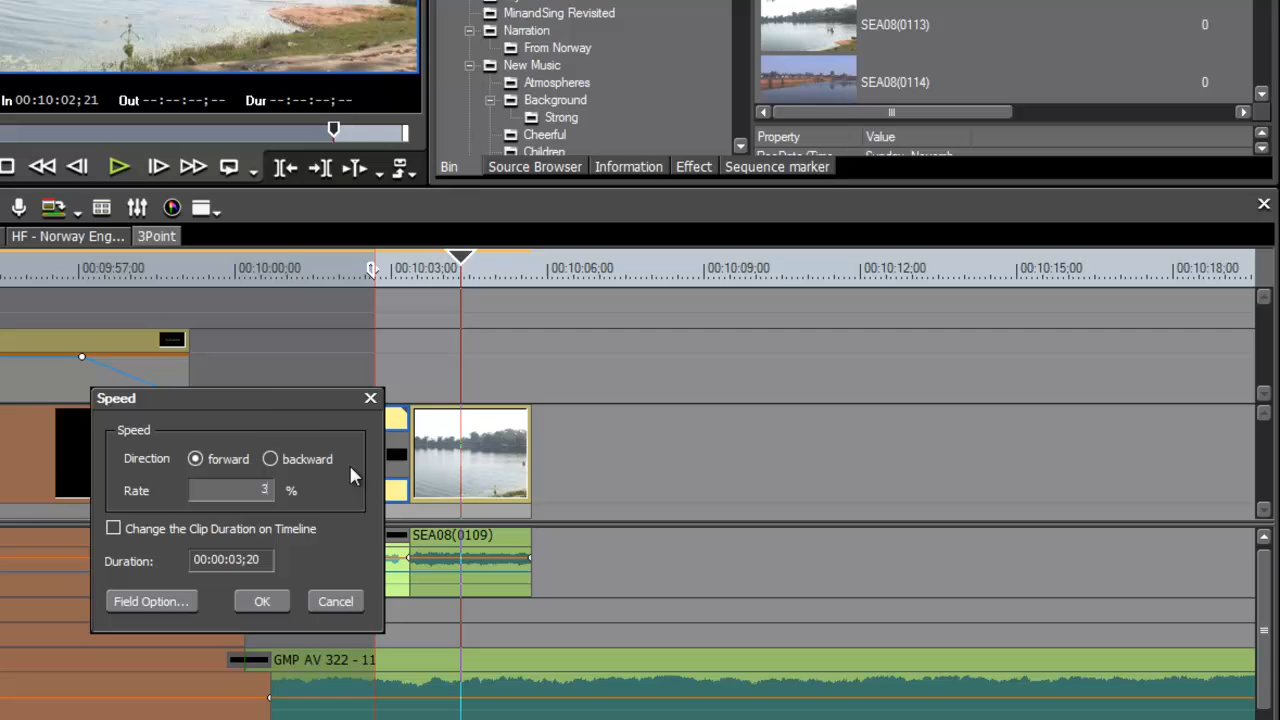 MinandSing Revisited
Narration
From Norway
New Music
Atmospheres
Background
Strong
Cheerful
Children
SEA08(0113) 0
SEA08(0114) 0
Property Value
In 00:10:02;21 Out --:--:--;-- Dur --:--:--;--
Bin Source Browser Information Effect Sequence marker
HF - Norway Eng... 3Point
00:09:57;00 00:10:00;00 00:10:03;00 00:10:06;00 00:10:09;00 00:10:12;00 00:10:15;00 00:10:18;00
Speed
Speed
Direction forward backward
Rate 3 %
Change the Clip Duration on Timeline
Duration: 00:00:03;20
Field Option... OK Cancel
SEA08(0109)
GMP AV 322 - 11